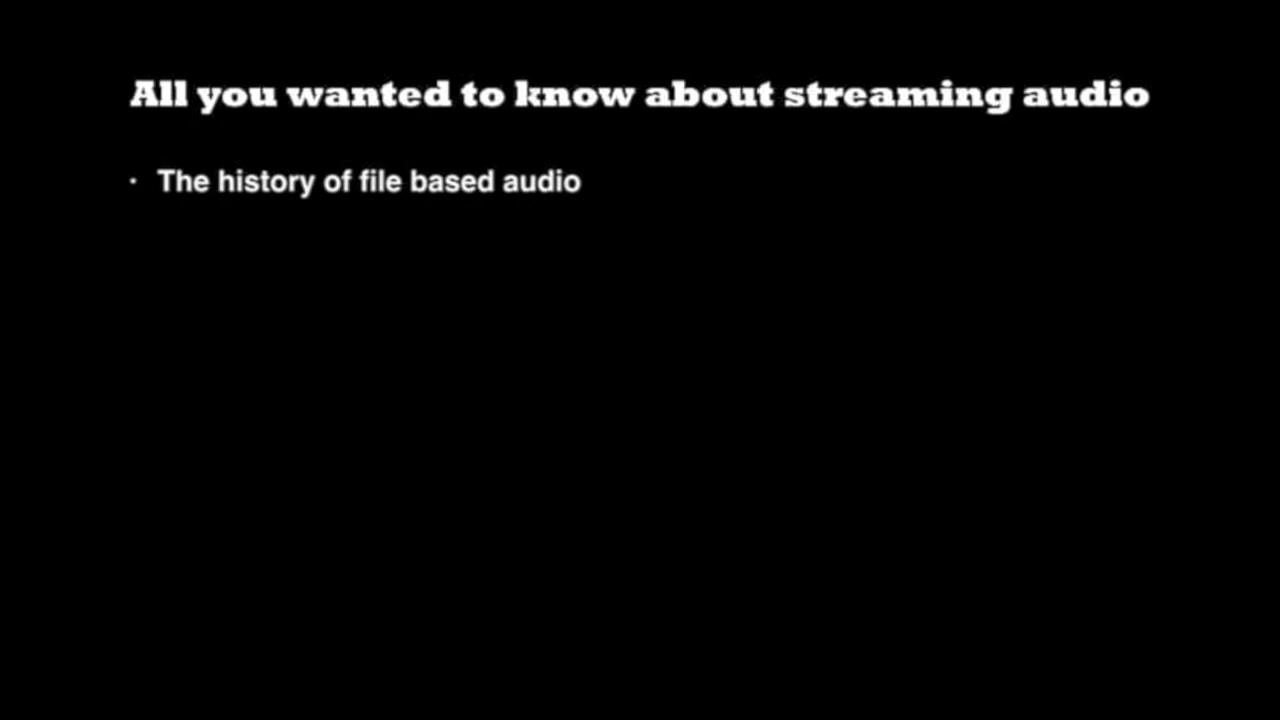 All you wanted to know about streaming audio
· The history of file based audio